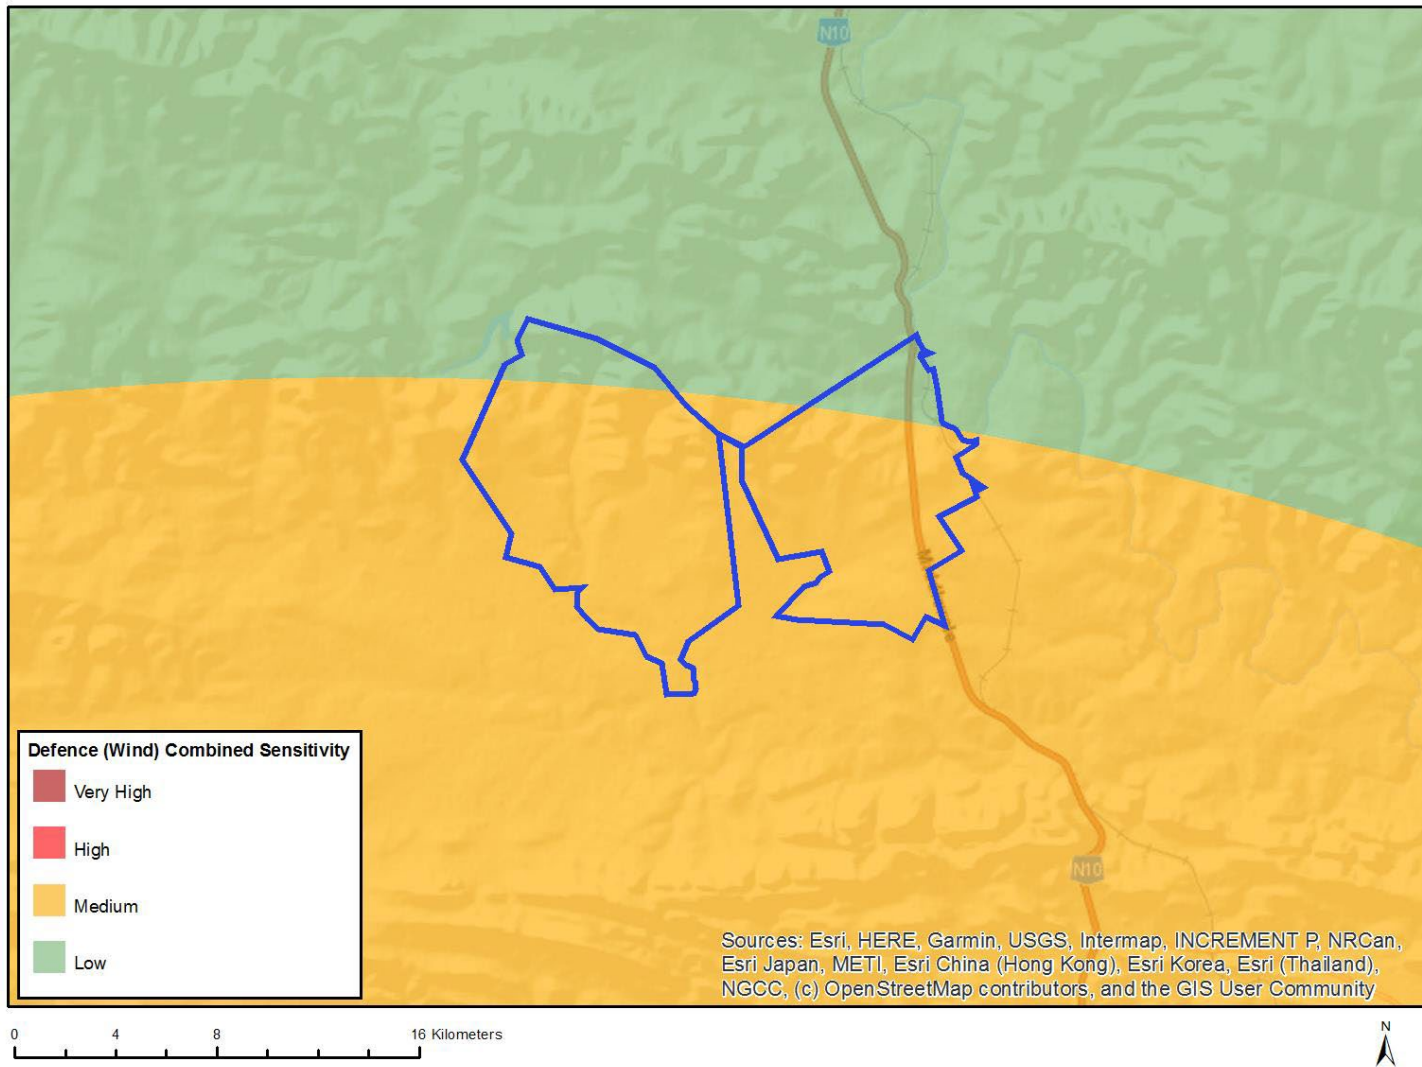 N10
N10
Defence (Wind) Combined Sensitivity
Very High
High
Medium
Low
Sources: Esri, HERE, Garmin, USGS, Intermap, INCREMENT P, NRCan,
Esri Japan, METI, Esri China (Hong Kong), Esri Korea, Esri (Thailand),
NGCC, (c) OpenStreetMap contributors, and the GIS User Community
0 4 8 16 Kilometers
N